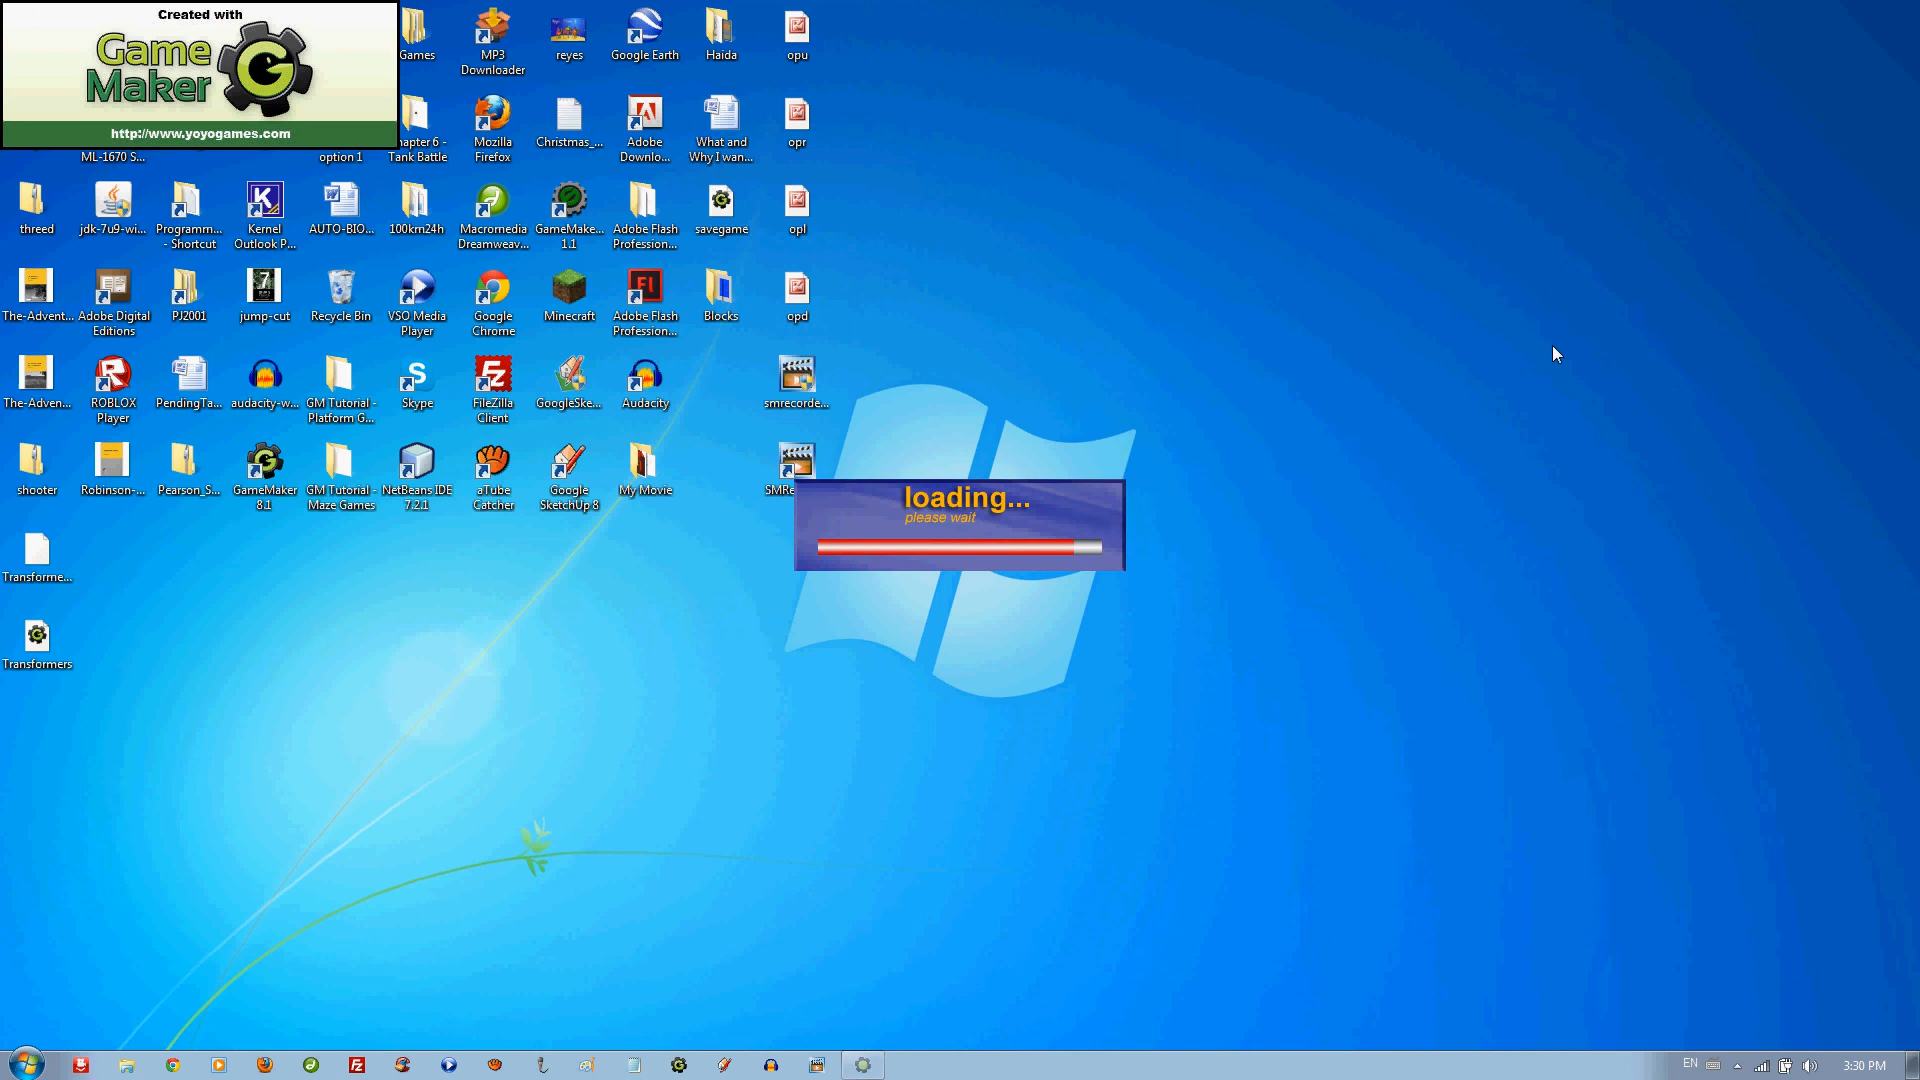 Created with
Game
Maker
http://www.yoyogames.com
Games
MP3
Downloader
reyes
Google Earth
Haida
opu
ML-1670 S...
option 1
hapter 6 -
Tank Battle
Mozilla
Firefox
Christmas_...
Adobe
Downlo...
What and
Why I wan...
opr
threed
jdk-7u9-wi...
Programm...
- Shortcut
Kernel
Outlook P...
AUTO-BIO...
100km24h
Macromedia
Dreamweav...
GameMake...
1.1
Adobe Flash
Profession...
savegame
opl
The-Advent...
Adobe Digital
Editions
PJ2001
7
jump-cut
Recycle Bin
VSO Media
Player
Google
Chrome
Minecraft
Adobe Flash
Profession...
Blocks
opd
The-Adven...
ROBLOX
Player
PendingTa...
audacity-w...
GM Tutorial -
Platform G...
Skype
FileZilla
Client
GoogleSke...
Audacity
smrecorde...
shooter
Robinson-...
Pearson_S...
GameMaker
8.1
GM Tutorial -
Maze Games
NetBeans IDE
7.2.1
aTube
Catcher
Google
SketchUp 8
My Movie
SMRe
loading...
please wait
Transforme...
Transformers
EN
3:30 PM